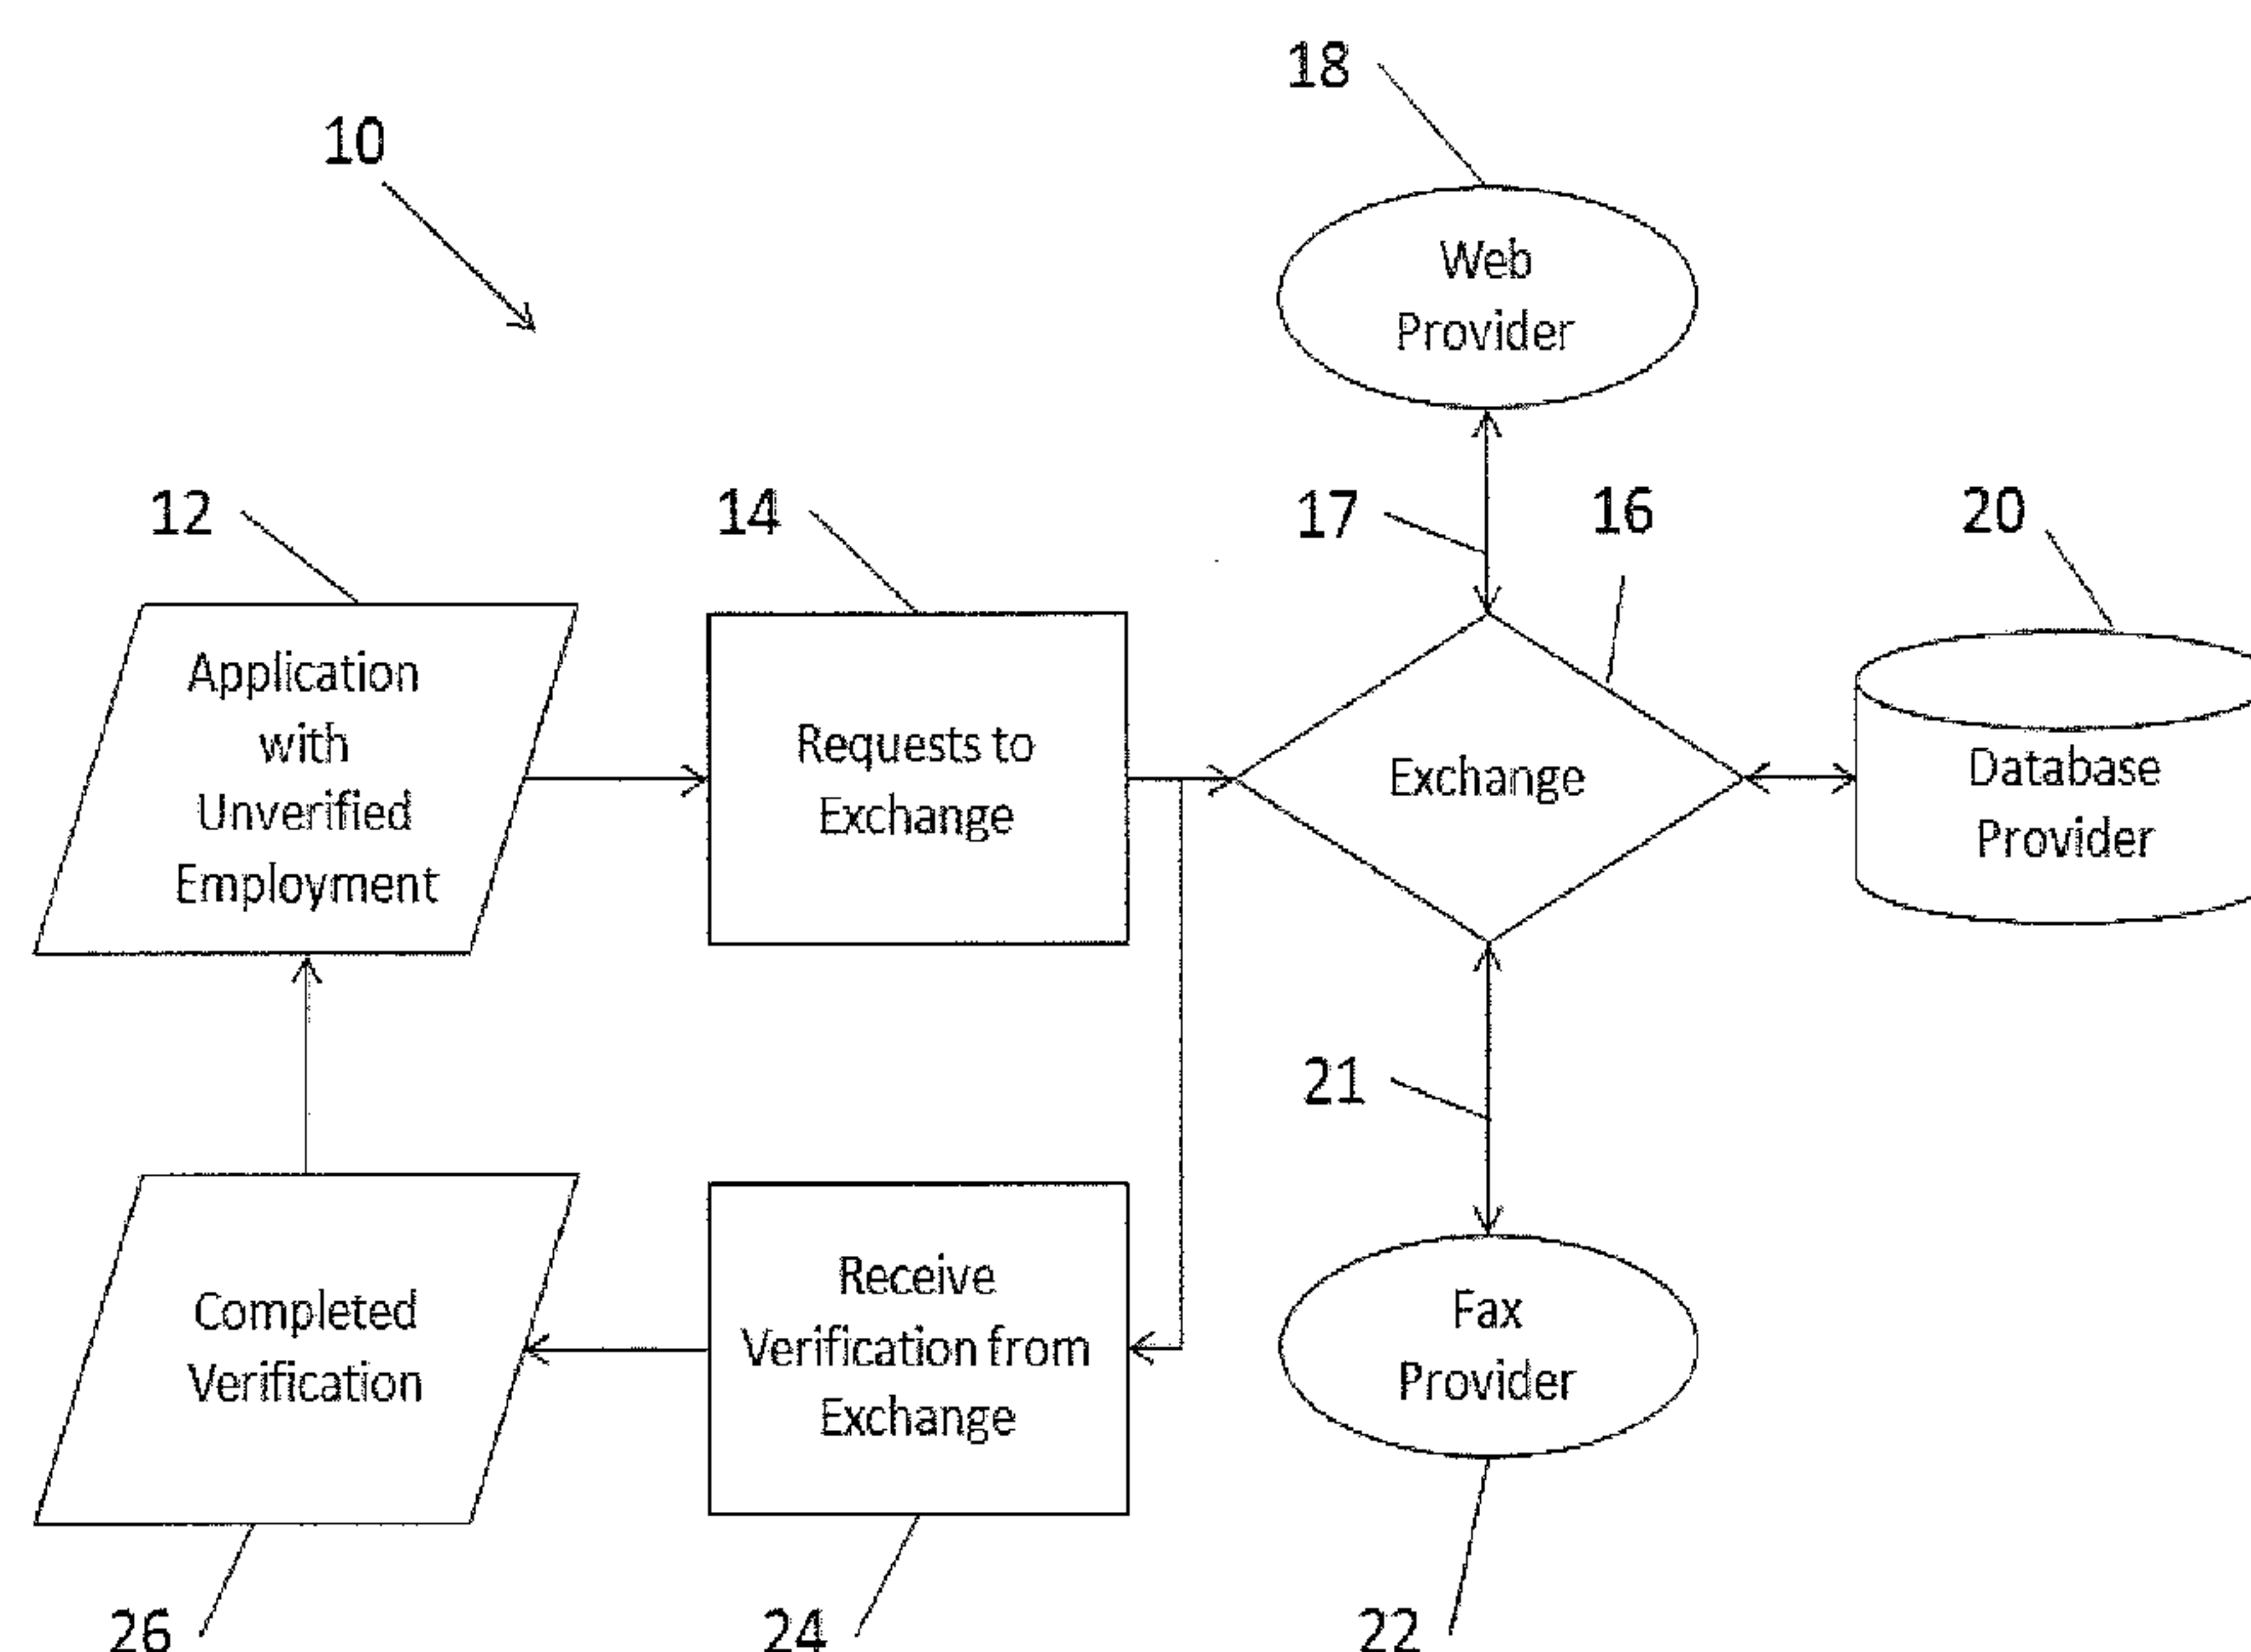 18
10
Web
Provider
12
14
17
16
20
Application
with
Unverified
Employment
Requests to
Exchange
Exchange
Database
Provider
21
Completed
Verification
Receive
Verification from
Exchange
Fax
Provider
26
24
22